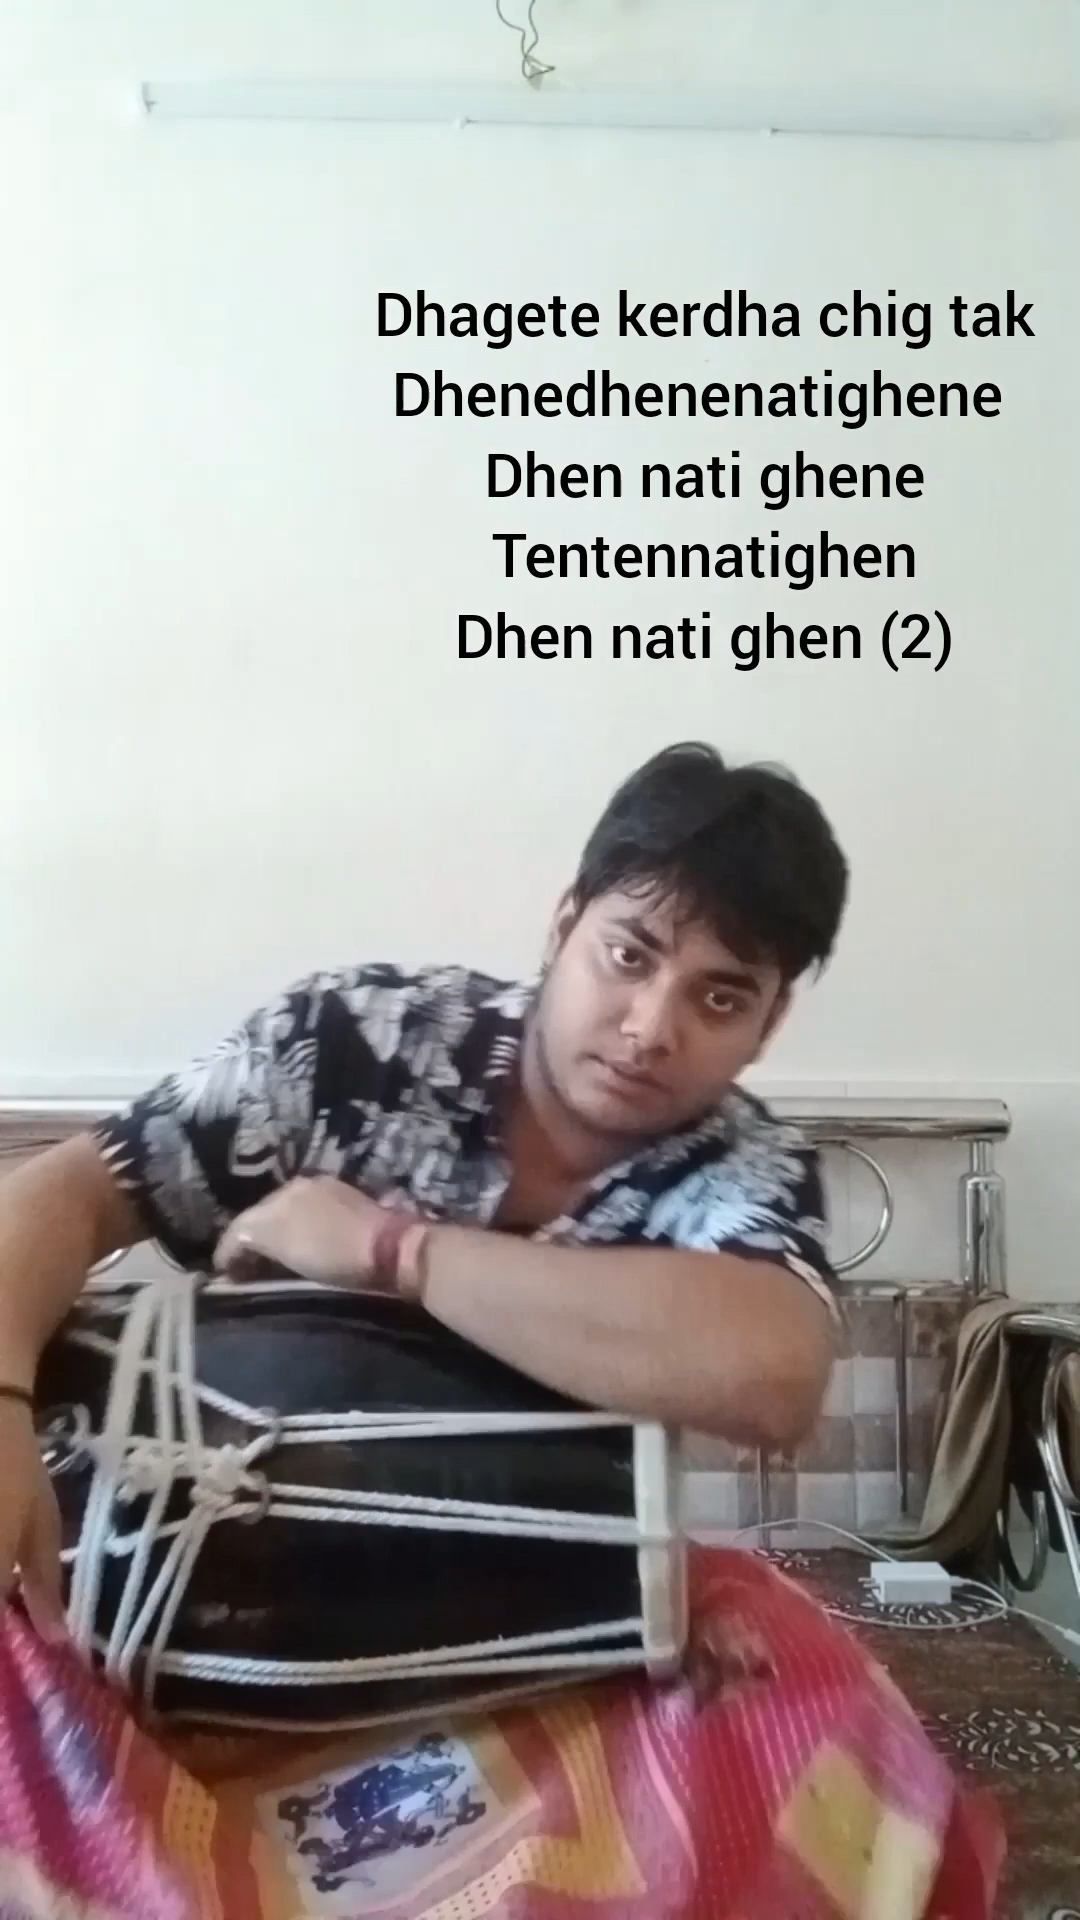 Dhagete kerdha chig tak
Dhenedhenenatighene
Dhen nati ghene
Tentennatighen
Dhen nati ghen (2)